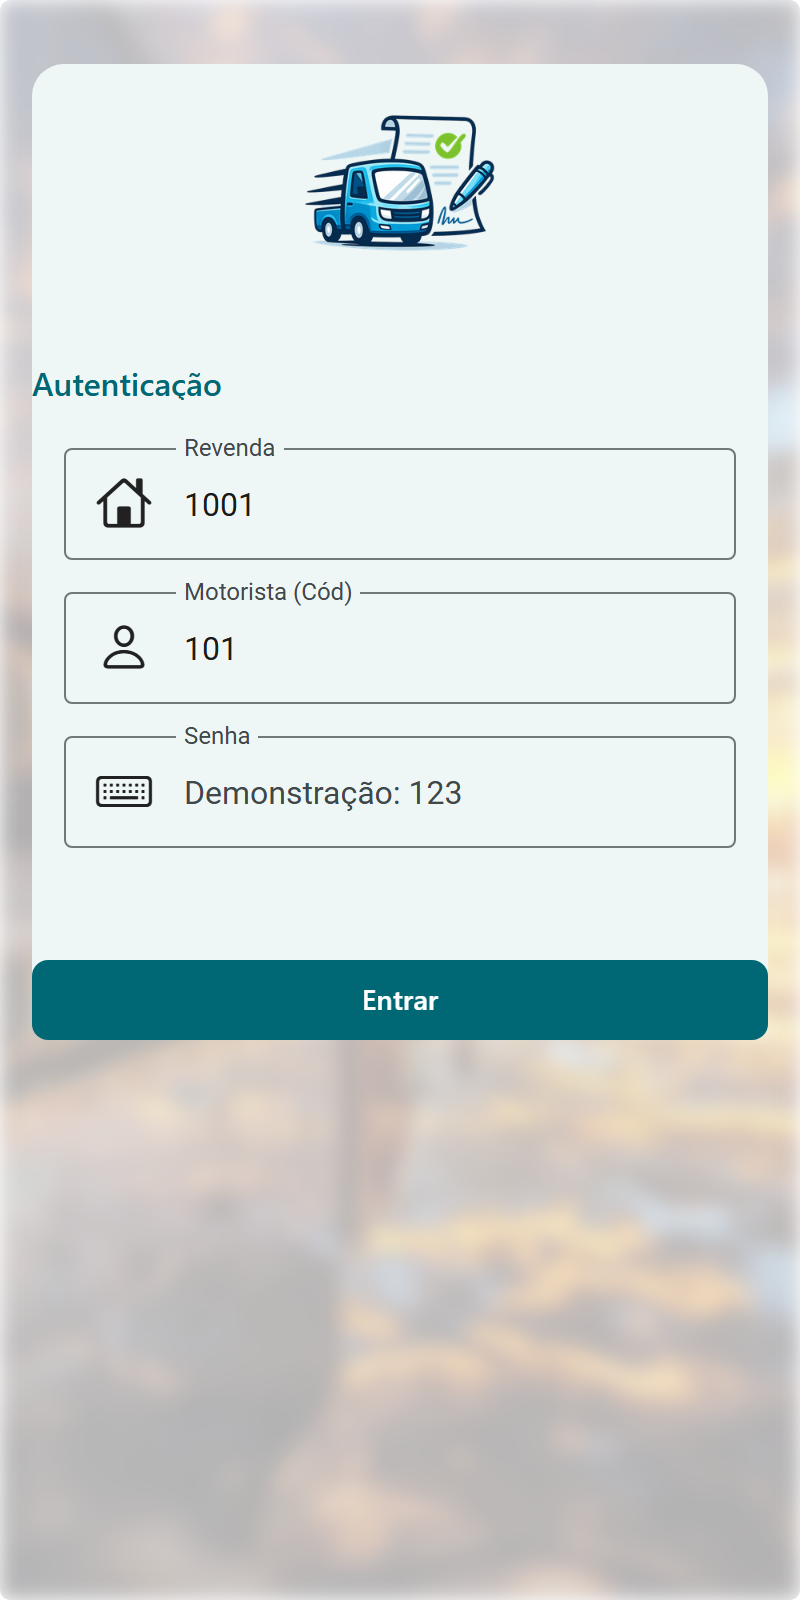 Autenticação
Revenda
1001
Motorista (Cód)
101
Senha
Demonstração: 123
Entrar